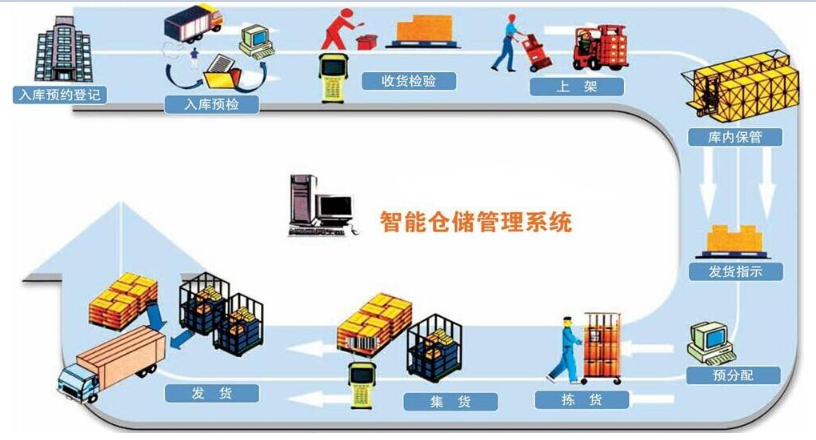 入库预约登记
入库预检
收货检验
上 架
库内保管
智能仓储管理系统
发货指示
预分配
拣 货
集 货
发 货